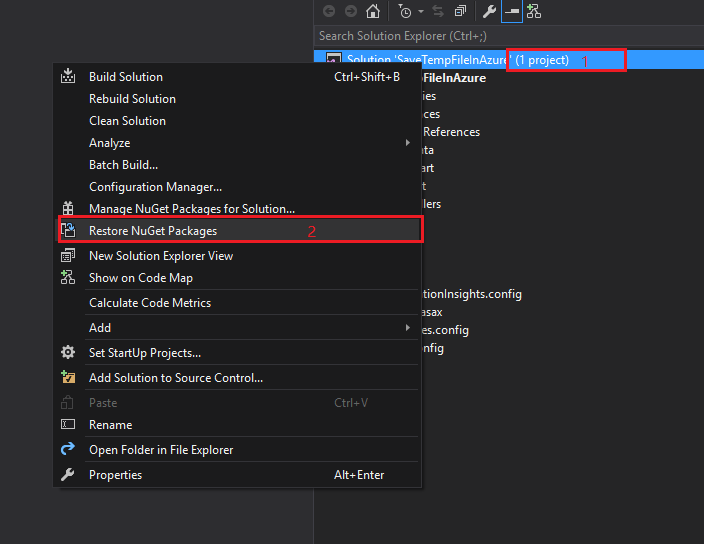 Search Solution Explorer (Ctrl+;)
Solution 'SaveTempFileInAzure' (1 project) 1
Build Solution Ctrl+Shift+B
Rebuild Solution
Clean Solution
Analyze
Batch Build...
Configuration Manager...
Manage NuGet Packages for Solution...
Restore NuGet Packages 2
New Solution Explorer View
Show on Code Map
Calculate Code Metrics
Add
Set StartUp Projects...
Add Solution to Source Control...
Paste Ctrl+V
Rename
Open Folder in File Explorer
Properties Alt+Enter
FileInAzure
ies
nces
References
ata
art
t
llers
tionInsights.config
asax
es.config
nfig